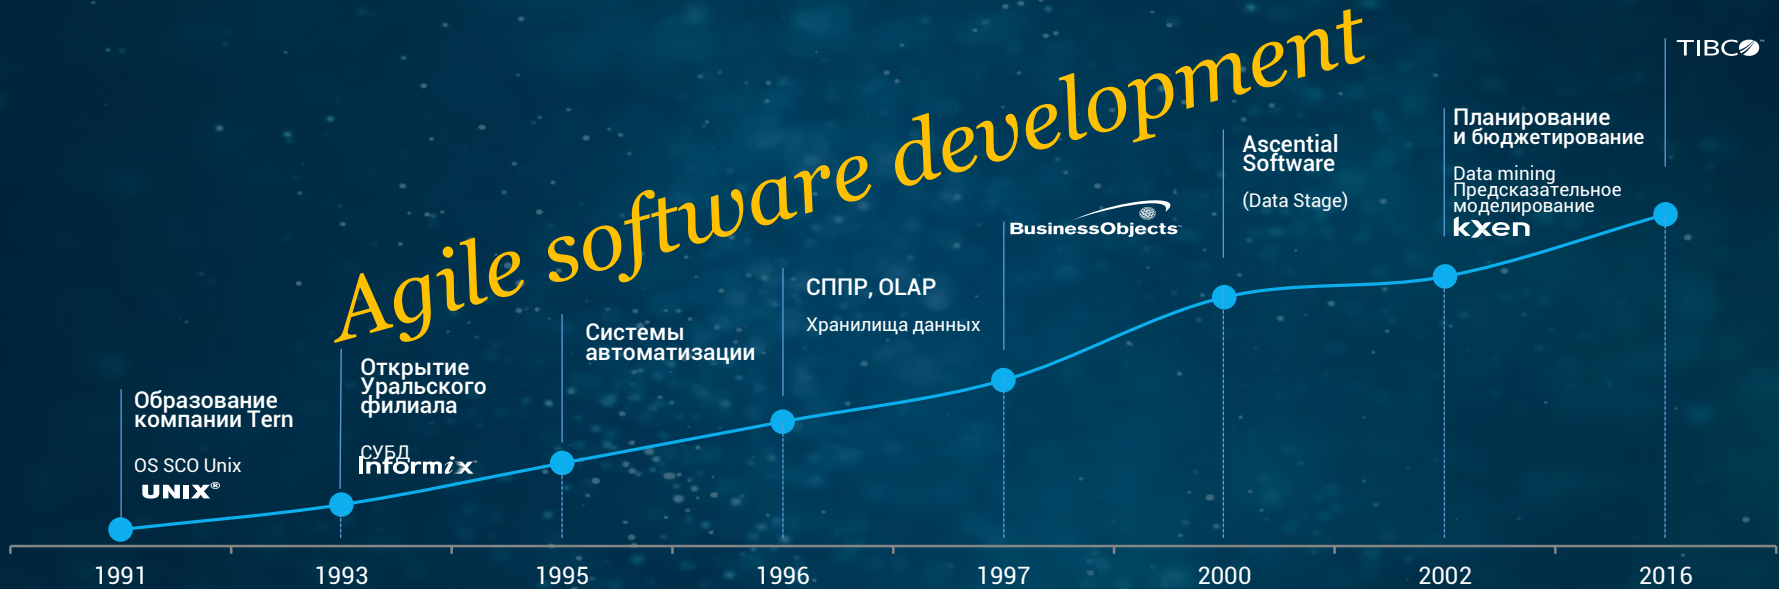 Agile software development
Образование
компании Tern
OS SCO Unix
UNIX®
Открытие
Уральского
филиала
СУБД
Informix
Системы
автоматизации
СППР, OLAP
Хранилища данных
BusinessObjects
Ascential
Software
(Data Stage)
Планирование
и бюджетирование
Data mining
Предсказательное
моделирование
kxen
TIBCO
1991 1993 1995 1996 1997 2000 2002 2016